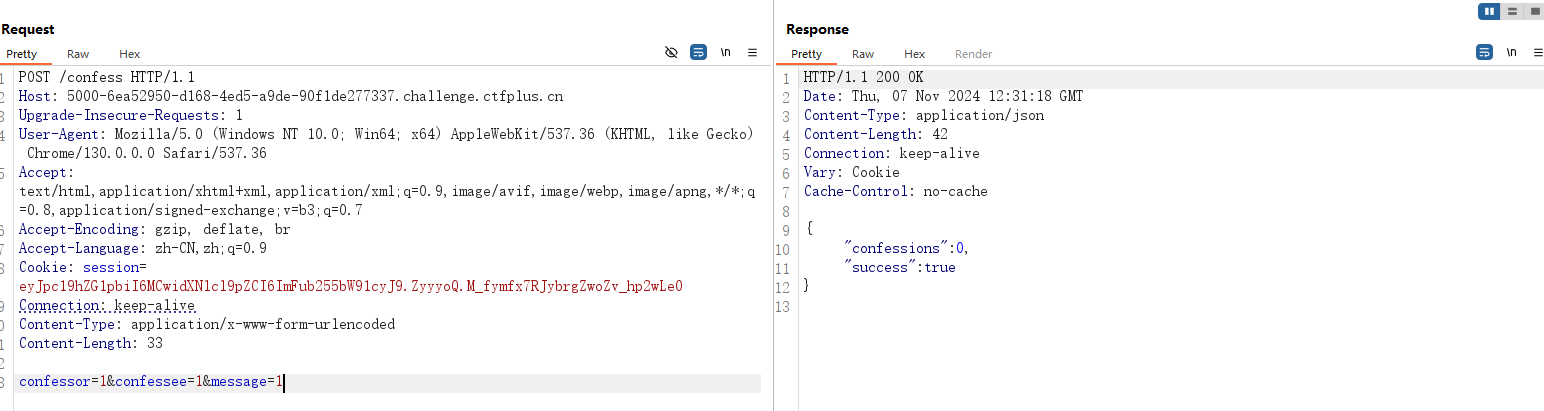 Request
Pretty Raw Hex
\n
1 POST /confess HTTP/1.1
2 Host: 5000-6ea52950-d168-4ed5-a9de-90f1de277337.challenge.ctfplus.cn
3 Upgrade-Insecure-Requests: 1
4 User-Agent: Mozilla/5.0 (Windows NT 10.0; Win64; x64) AppleWebKit/537.36 (KHTML, like Gecko)
Chrome/130.0.0.0 Safari/537.36
5 Accept:
text/html,application/xhtml+xml,application/xml;q=0.9,image/avif,image/webp,image/apng,*/*;q
=0.8,application/signed-exchange;v=b3;q=0.7
6 Accept-Encoding: gzip, deflate, br
7 Accept-Language: zh-CN,zh;q=0.9
8 Cookie: session=
eyJpc19hZG1pbiI6MCwidXNlcl9pZCI6ImFub255bW91cyJ9.ZyyyoQ.M_fymfx7RJybrgZwoZv_hp2wLe0
9 Connection: keep-alive
0 Content-Type: application/x-www-form-urlencoded
1 Content-Length: 33
2
3 confessor=1&confessee=1&message=1
Response
Pretty Raw Hex Render
\n
1 HTTP/1.1 200 OK
2 Date: Thu, 07 Nov 2024 12:31:18 GMT
3 Content-Type: application/json
4 Content-Length: 42
5 Connection: keep-alive
6 Vary: Cookie
7 Cache-Control: no-cache
8
9 {
10 "confessions":0,
11 "success":true
12 }
13